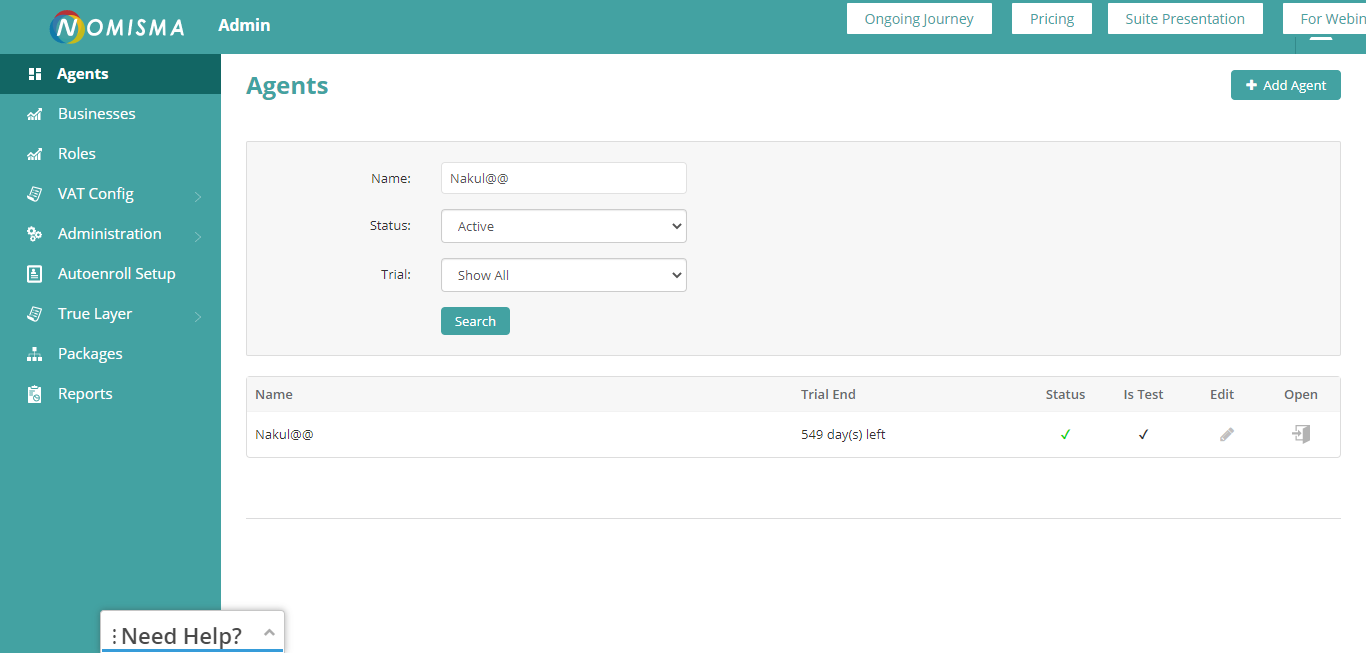 NOMISMA
Admin
Ongoing Journey
Pricing
Suite Presentation
For Webin
Agents
Businesses
Roles
VAT Config
Administration
Autoenroll Setup
True Layer
Packages
Reports
Agents
Add Agent
Name: Nakul@@
Status: Active
Trial: Show All
Search
Name Trial End Status Is Test Edit Open
Nakul@@ 549 day(s) left
Need Help?